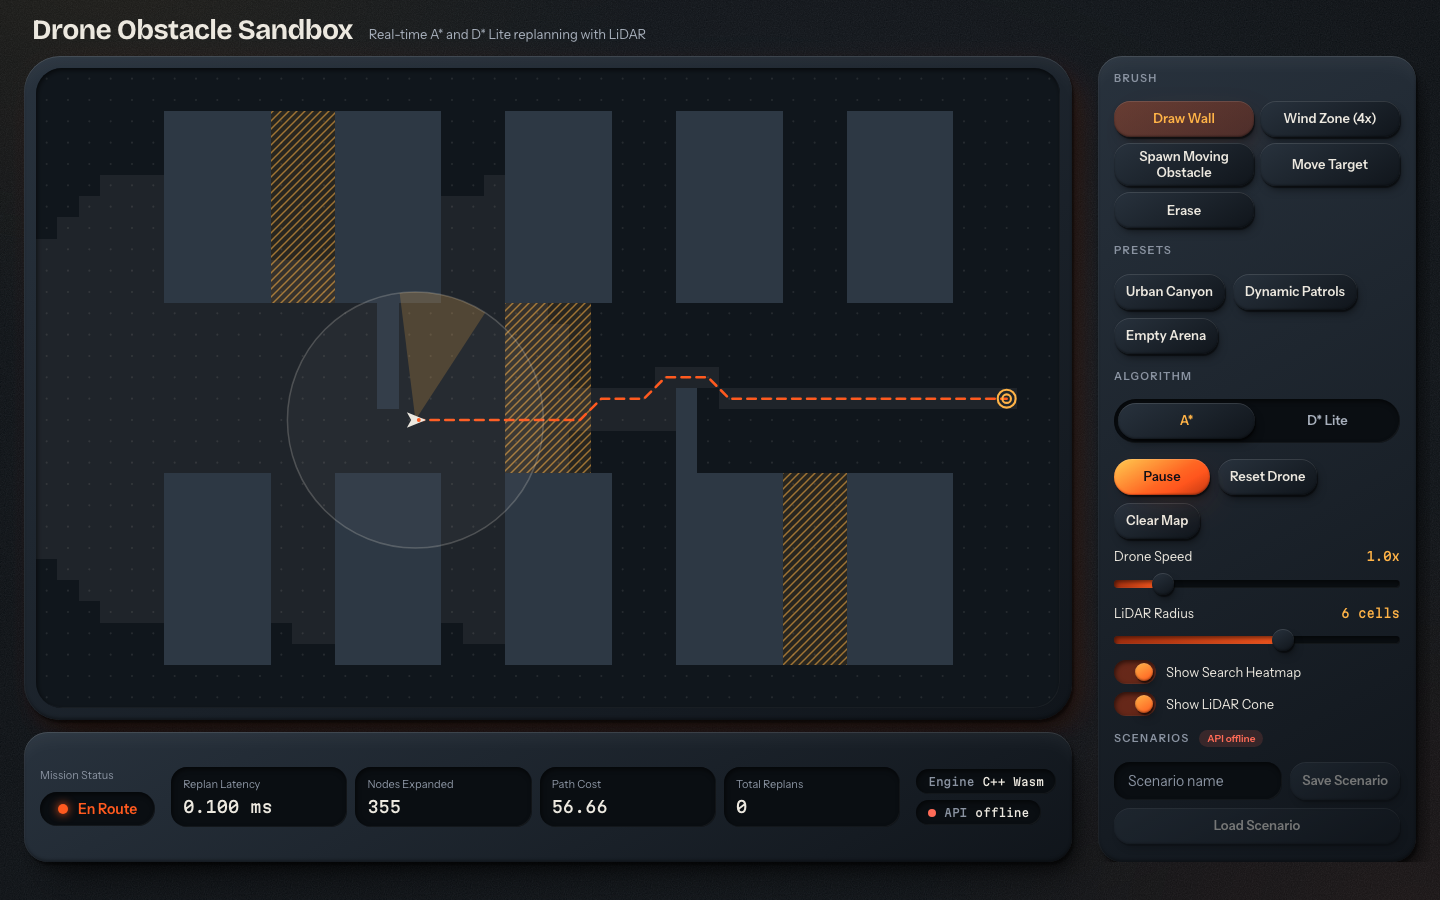 Drone Obstacle Sandbox
Real-time A* and D* Lite replanning with LiDAR
BRUSH
Draw Wall
Wind Zone (4x)
Spawn Moving
Obstacle
Move Target
Erase
PRESETS
Urban Canyon
Dynamic Patrols
Empty Arena
ALGORITHM
A*
D* Lite
Pause
Reset Drone
Clear Map
Drone Speed
1.0x
LiDAR Radius
6 cells
Show Search Heatmap
Show LiDAR Cone
SCENARIOS
API offline
Scenario name
Save Scenario
Load Scenario
Mission Status
En Route
Replan Latency
0.100 ms
Nodes Expanded
355
Path Cost
56.66
Total Replans
0
Engine C++ Wasm
API offline